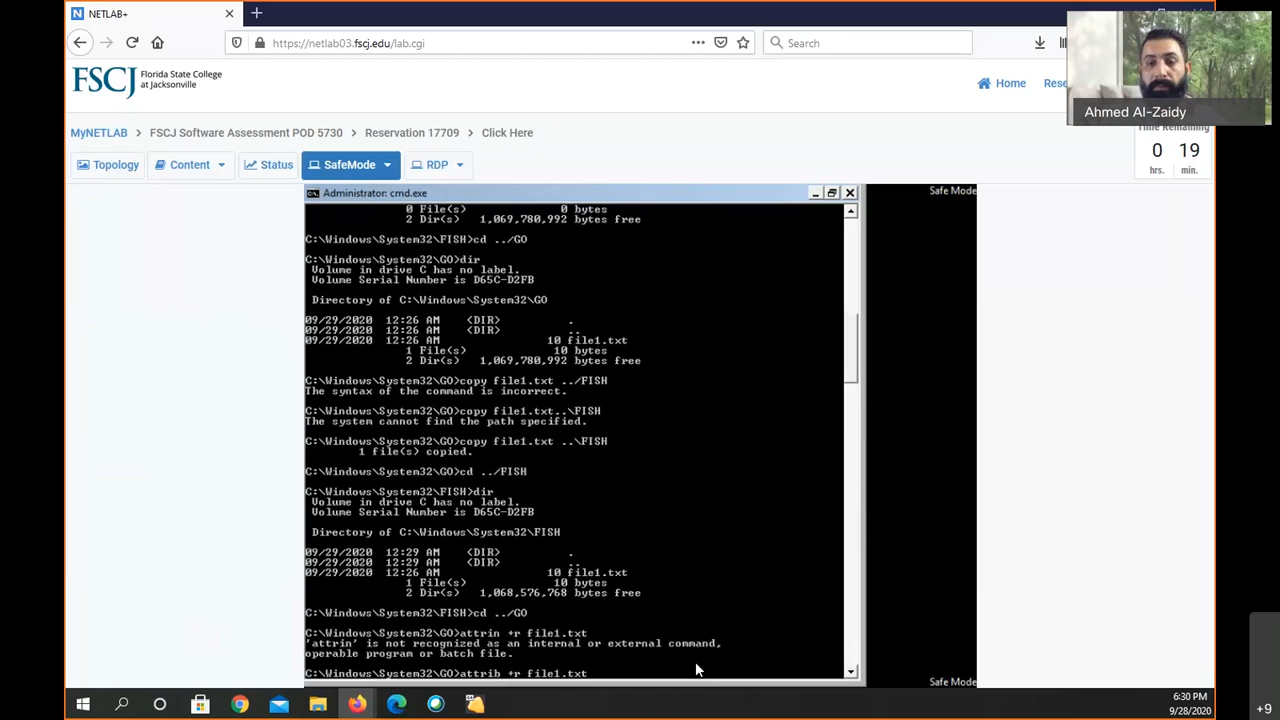 NETLAB+
https://netlab03.fscj.edu/lab.cgi
Search
FSCJ
Florida State College
at Jacksonville
Home
Rese
Ahmed Al-Zaidy
MyNETLAB
FSCJ Software Assessment POD 5730
Reservation 17709
Click Here
Time Remaining
0 19
hrs. min.
Topology
Content
Status
SafeMode
RDP
Administrator: cmd.exe
Safe Mode
0 File(s) 0 bytes
2 Dir(s) 1,069,780,992 bytes free
C:\Windows\System32\FISH>cd ../GO
C:\Windows\System32\GO>dir
Volume in drive C has no label.
Volume Serial Number is D65C-D2FB
Directory of C:\Windows\System32\GO
09/29/2020 12:26 AM <DIR> .
09/29/2020 12:26 AM <DIR> ..
09/29/2020 12:26 AM 10 file1.txt
1 File(s) 10 bytes
2 Dir(s) 1,069,780,992 bytes free
C:\Windows\System32\GO>copy file1.txt ../FISH
The syntax of the command is incorrect.
C:\Windows\System32\GO>copy file1.txt..\FISH
The system cannot find the path specified.
C:\Windows\System32\GO>copy file1.txt ..\FISH
1 file(s) copied.
C:\Windows\System32\GO>cd ../FISH
C:\Windows\System32\FISH>dir
Volume in drive C has no label.
Volume Serial Number is D65C-D2FB
Directory of C:\Windows\System32\FISH
09/29/2020 12:29 AM <DIR> .
09/29/2020 12:29 AM <DIR> ..
09/29/2020 12:26 AM 10 file1.txt
1 File(s) 10 bytes
2 Dir(s) 1,068,576,768 bytes free
C:\Windows\System32\FISH>cd ../GO
C:\Windows\System32\GO>attrin +r file1.txt
'attrin' is not recognized as an internal or external command,
operable program or batch file.
C:\Windows\System32\GO>attrib +r file1.txt
Safe Mode
6:30 PM
9/28/2020
+9